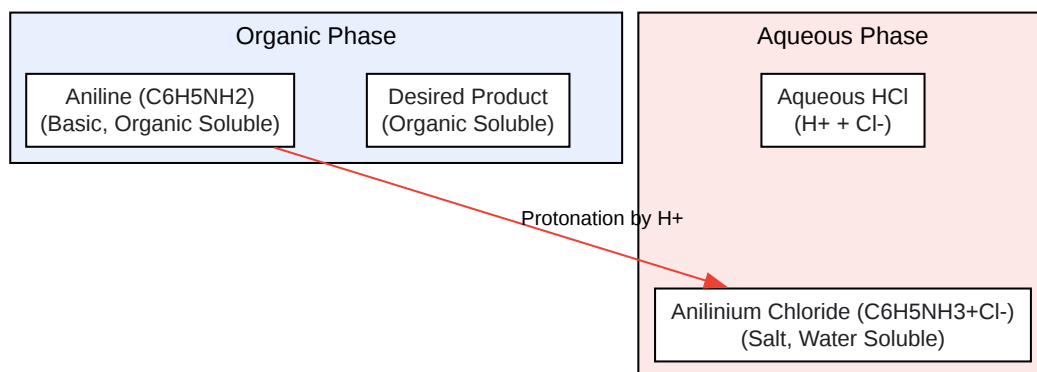 Organic Phase
Aqueous Phase
Aniline (C6H5NH2)
(Basic, Organic Soluble)
Desired Product
(Organic Soluble)
Aqueous HCl
(H+ + Cl-)
Protonation by H+
Anilinium Chloride (C6H5NH3+Cl-)
(Salt, Water Soluble)